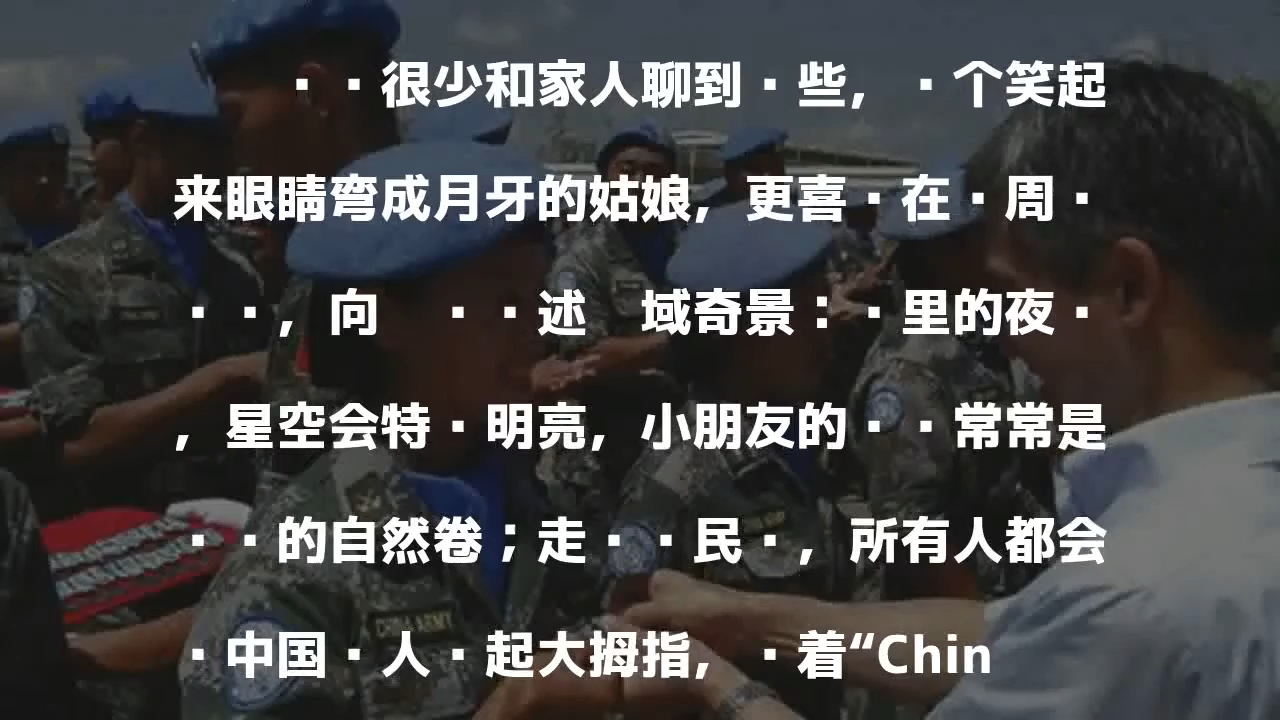 ··很少和家人聊到·些，·个笑起
来眼睛弯成月牙的姑娘，更喜·在·周·
··，向 ··述 域奇景：·里的夜·
，星空会特·明亮，小朋友的··常常是
··的自然卷；走··民·，所有人都会
·中国·人·起大拇指，·着“Chin
CHINA ARMY